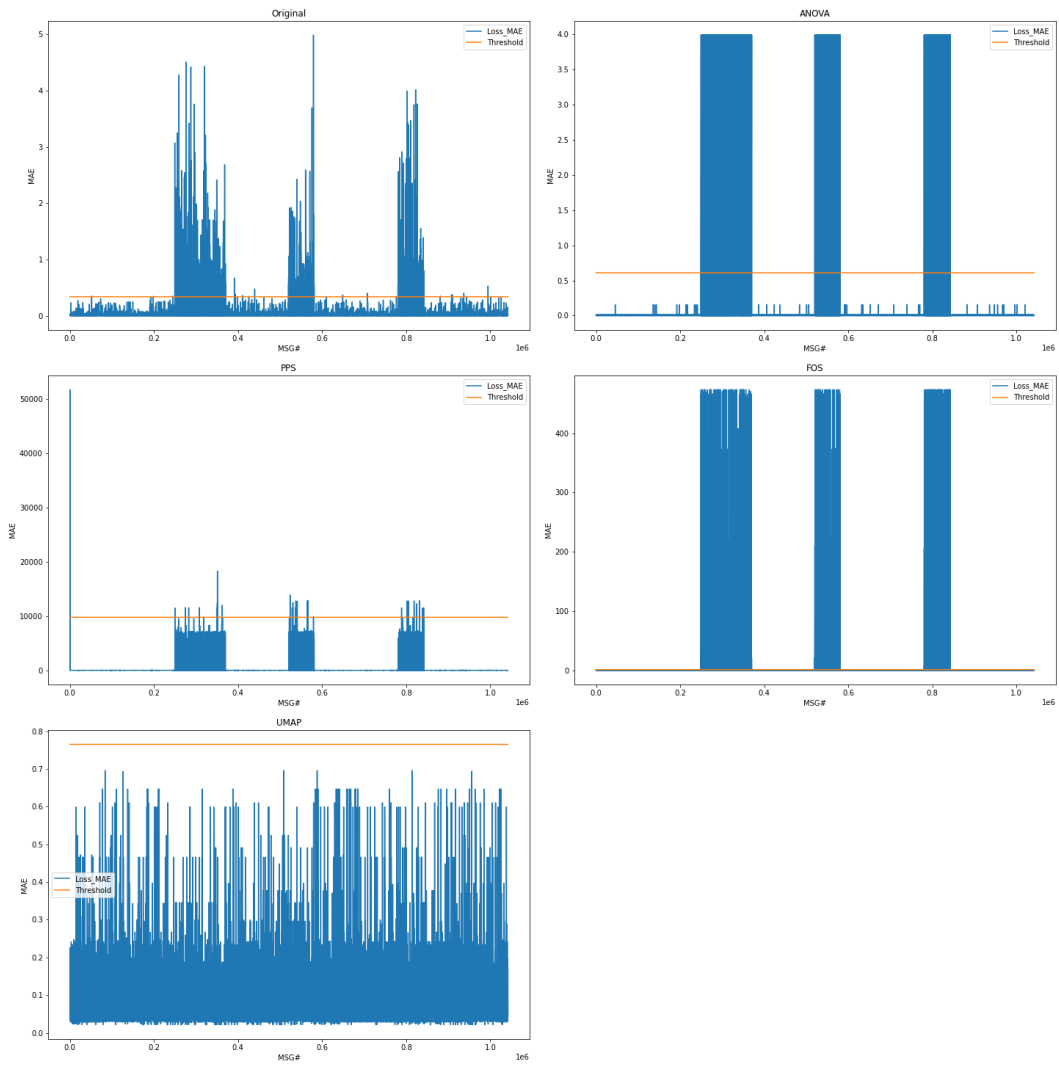 Original
Loss_MAE
Threshold
5
4
3
2
1
0
MAE
0.0
0.2
0.4
0.6
0.8
1.0
1e6
MSG#
ANOVA
Loss_MAE
Threshold
4.0
3.5
3.0
2.5
2.0
1.5
1.0
0.5
0.0
MAE
0.0
0.2
0.4
0.6
0.8
1.0
1e6
MSG#
PPS
Loss_MAE
Threshold
50000
40000
30000
20000
10000
0
MAE
0.0
0.2
0.4
0.6
0.8
1.0
1e6
MSG#
FOS
Loss_MAE
Threshold
400
300
200
100
0
MAE
0.0
0.2
0.4
0.6
0.8
1.0
1e6
MSG#
UMAP
0.8
0.7
0.6
0.5
0.4
0.3
0.2
0.1
0.0
MAE
Loss_MAE
Threshold
0.0
0.2
0.4
0.6
0.8
1.0
1e6
MSG#